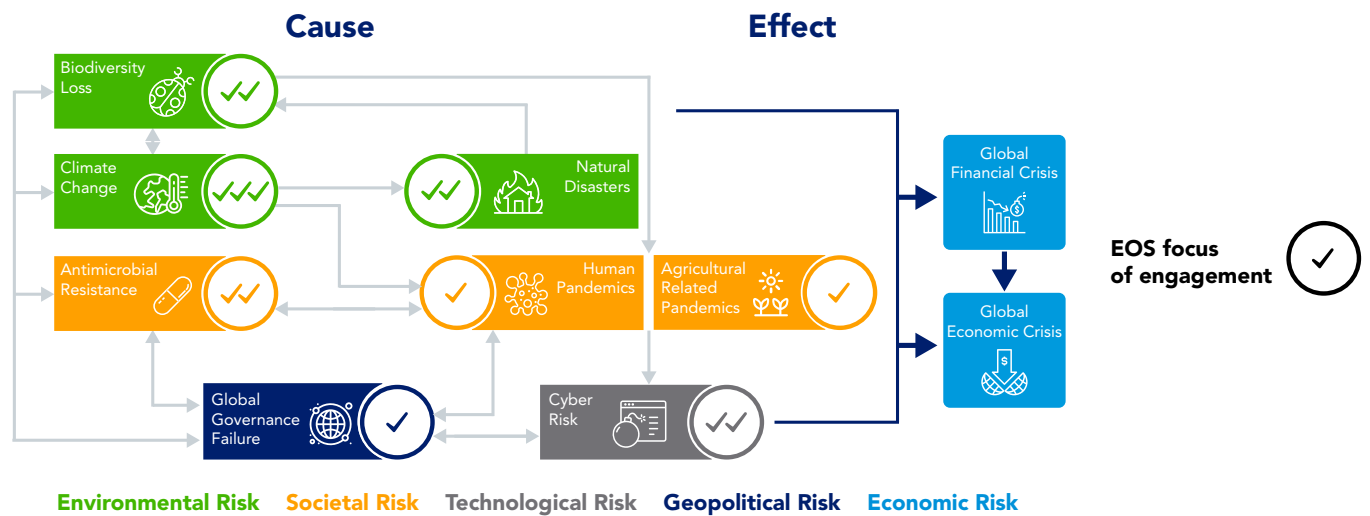 Cause
Effect
Biodiversity
Loss
Climate
Change
Natural
Disasters
Global
Financial Crisis
$
EOS focus
of engagement
Antimicrobial
Resistance
Human
Pandemics
Agricultural
Related
Pandemics
Global
Economic Crisis
$
Global
Governance
Failure
Cyber
Risk
Environmental Risk
Societal Risk
Technological Risk
Geopolitical Risk
Economic Risk